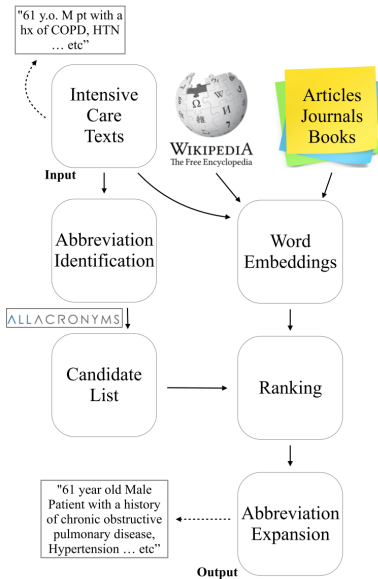 "61 y.o. M pt with a
hx of COPD, HTN
… etc”
Intensive
Care
Texts
Input
Ω
W
И
WIKIPEDIA
The Free Encyclopedia
Articles
Journals
Books
Abbreviation
Identification
Word
Embeddings
ALLACRONYMS
Candidate
List
Ranking
"61 year old Male
Patient with a history
of chronic obstructive
pulmonary disease,
Hypertension … etc”
Abbreviation
Expansion
Output